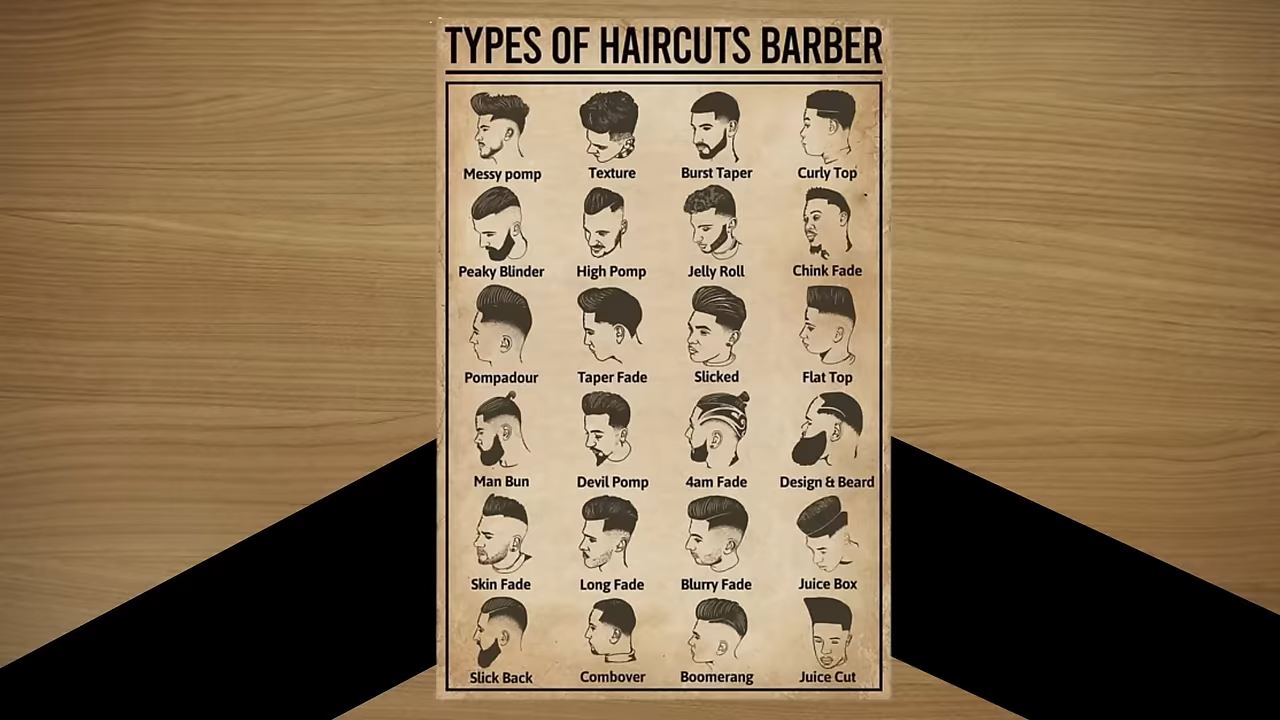 TYPES OF HAIRCUTS BARBER
Messy pomp Texture Burst Taper Curly Top
Peaky Blinder High Pomp Jelly Roll Chink Fade
Pompadour Taper Fade Slicked Flat Top
Man Bun Devil Pomp 4am Fade Design & Beard
Skin Fade Long Fade Blurry Fade Juice Box
Slick Back Combover Boomerang Juice Cut